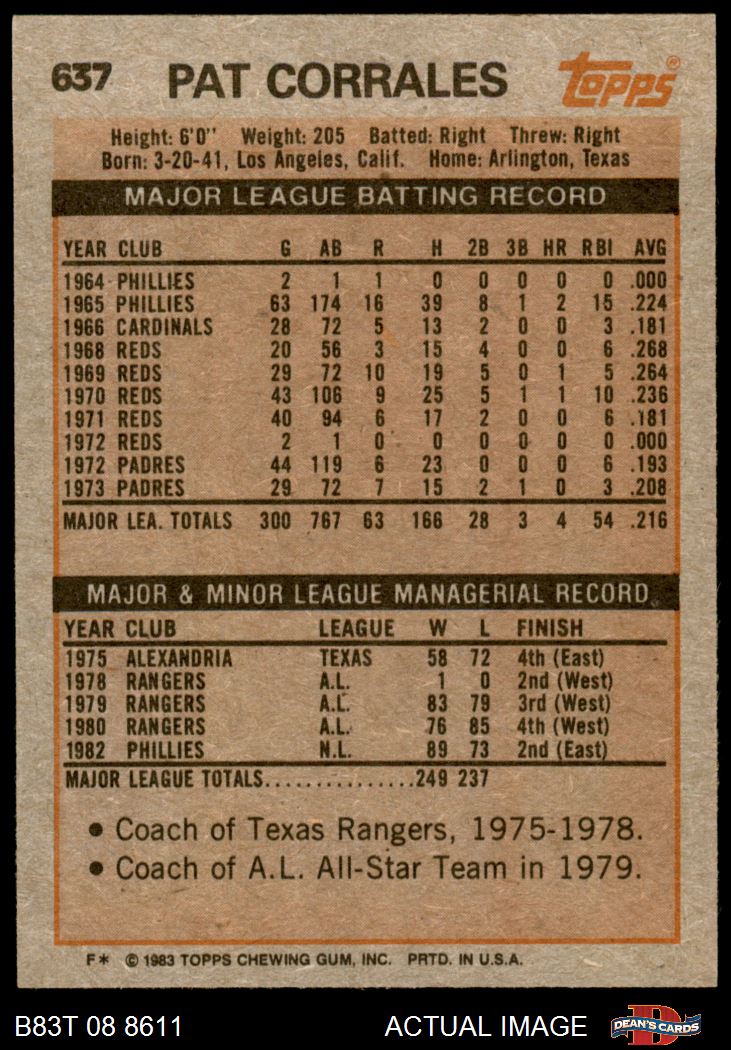 637 PAT CORRALES Topps®
Height: 6'0" Weight: 205 Batted: Right Threw: Right
Born: 3-20-41, Los Angeles, Calif. Home: Arlington, Texas
MAJOR LEAGUE BATTING RECORD
YEAR CLUB G AB R H 2B 3B HR RBI AVG
1964 PHILLIES 2 1 1 0 0 0 0 0 .000
1965 PHILLIES 63 174 16 39 8 1 2 15 .224
1966 CARDINALS 28 72 5 13 2 0 0 3 .181
1968 REDS 20 56 3 15 4 0 0 6 .268
1969 REDS 29 72 10 19 5 0 1 5 .264
1970 REDS 43 106 9 25 5 1 1 10 .236
1971 REDS 40 94 6 17 2 0 0 6 .181
1972 REDS 2 1 0 0 0 0 0 0 .000
1972 PADRES 44 119 6 23 0 0 0 6 .193
1973 PADRES 29 72 7 15 2 1 0 3 .208
MAJOR LEA. TOTALS 300 767 63 166 28 3 4 54 .216
MAJOR & MINOR LEAGUE MANAGERIAL RECORD
YEAR CLUB LEAGUE W L FINISH
1975 ALEXANDRIA TEXAS 58 72 4th (East)
1978 RANGERS A.L. 1 0 2nd (West)
1979 RANGERS A.L. 83 79 3rd (West)
1980 RANGERS A.L. 76 85 4th (West)
1982 PHILLIES N.L. 89 73 2nd (East)
MAJOR LEAGUE TOTALS...............249 237
• Coach of Texas Rangers, 1975-1978.
• Coach of A.L. All-Star Team in 1979.
F* © 1983 TOPPS CHEWING GUM, INC. PRTD. IN U.S.A.
B83T 08 8611 ACTUAL IMAGE D DEAN'S CARDS